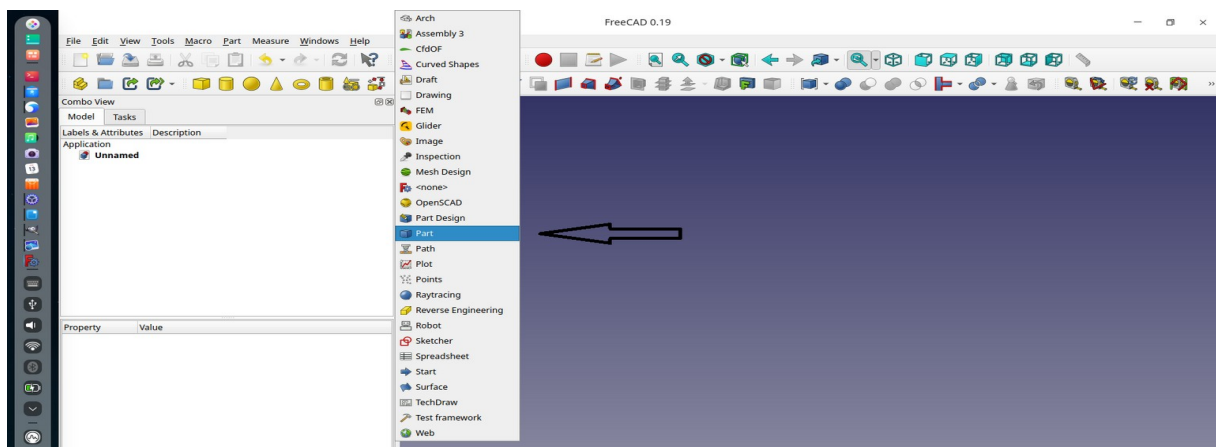 FreeCAD 0.19
File Edit View Tools Macro Part Measure Windows Help
Combo View
Model Tasks
Labels & Attributes Description
Application
Unnamed
Property Value
Arch
Assembly 3
CfdOF
Curved Shapes
Draft
Drawing
FEM
Glider
Image
Inspection
Mesh Design
<none>
OpenSCAD
Part Design
Part
Path
Plot
Points
Raytracing
Reverse Engineering
Robot
Sketcher
Spreadsheet
Start
Surface
TechDraw
Test framework
Web
13